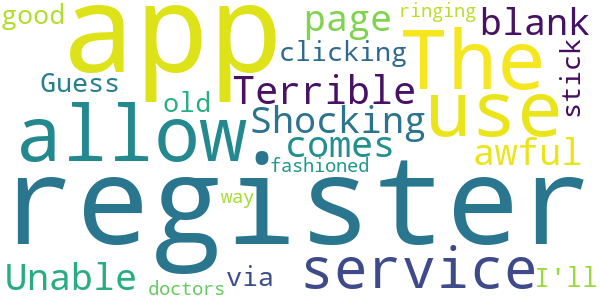 good app page ringing blank
The
Guess clicking stick
Terrible use
old
allow Shocking
comes awful
fashioned
register
way
Unable via service I'll
doctors